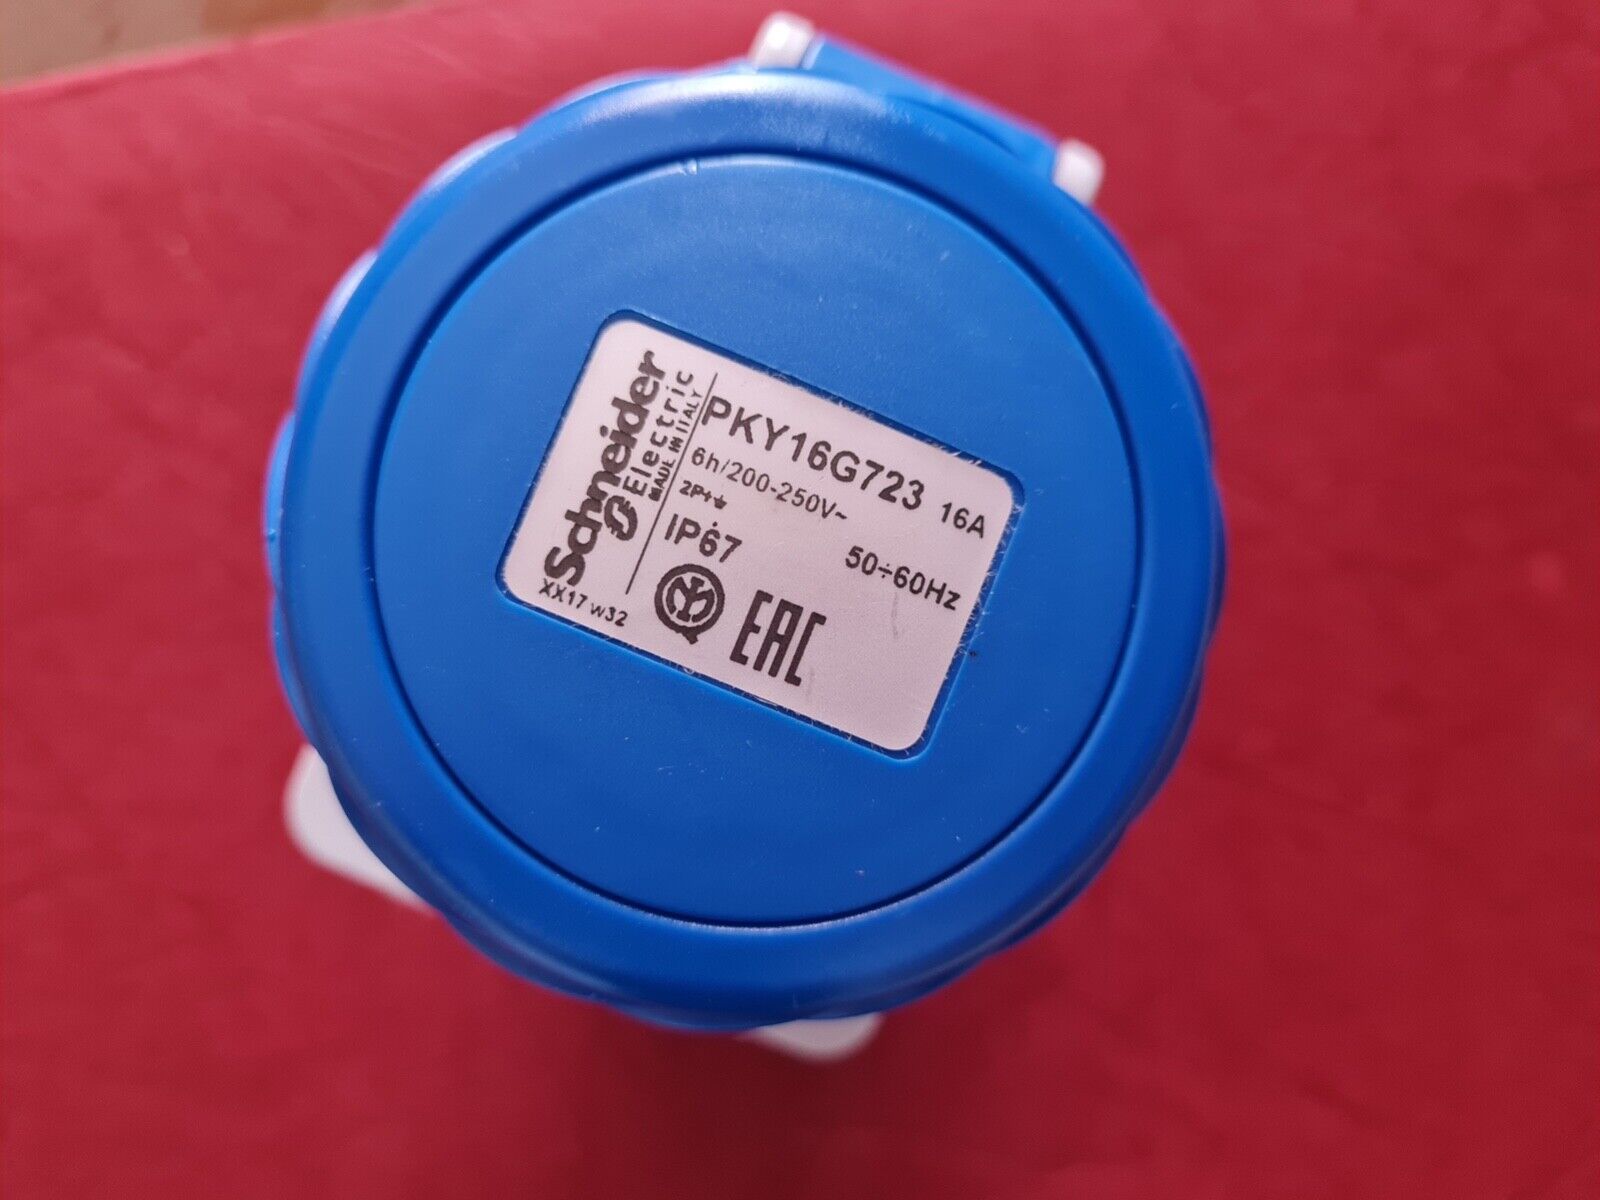 Schneider
Electric
MADE IN ITALY
PKY16G723 16A
6h/200-250V~
2P+⏚
50÷60Hz
IP67
EAC
XX17 w32